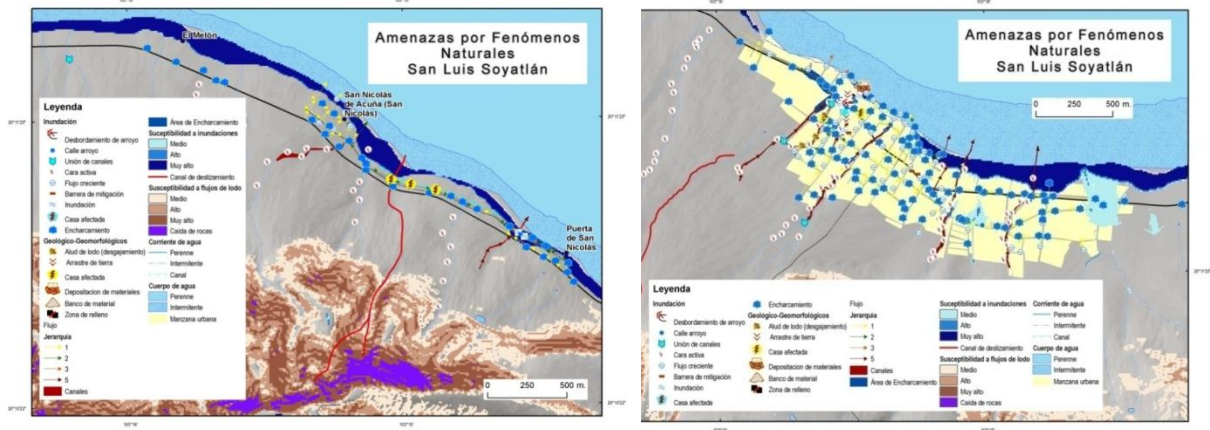 Amenazas por Fenómenos
Naturales
San Luis Soyatlán
El Melón
San Nicolás
de Acuña (San
Nicolás)
Puerta
de San
Nicolás
Leyenda
Inundación
Desbordamiento de arroyo
Calle arroyo
Unión de canales
Cara activa
Flujo creciente
Barrera de mitigación
Inundación
Casa afectada
Encharcamiento
Geológico-Geomorfológicos
Alud de lodo (desgajamiento)
Arrastre de tierra
Casa afectada
Depositacion de materiales
Banco de material
Zona de relleno
Flujo
Jerarquia
1
2
3
5
Canales
Área de Encharcamiento
Suceptibilidad a inundaciones
Medio
Alto
Muy alto
Canal de deslizamiento
Susceptibilidad a flujos de lodo
Medio
Alto
Muy alto
Caida de rocas
Corriente de agua
Perenne
Intermitente
Canal
Cuerpo de agua
Perenne
Intermitente
Manzana urbana
0 250 500 m.
Amenazas por Fenómenos
Naturales
San Luis Soyatlán
0 250 500 m.
Leyenda
Inundación
Desbordamiento de arroyo
Calle arroyo
Unión de canales
Cara activa
Flujo creciente
Barrera de mitigación
Inundación
Casa afectada
Encharcamiento
Geológico-Geomorfológicos
Alud de lodo (desgajamiento)
Arrastre de tierra
Casa afectada
Depositacion de materiales
Banco de material
Zona de relleno
Flujo
Jerarquia
1
2
3
5
Canales
Área de Encharcamiento
Suceptibilidad a inundaciones
Medio
Alto
Muy alto
Canal de deslizamiento
Susceptibilidad a flujos de lodo
Medio
Alto
Muy alto
Caida de rocas
Corriente de agua
Perenne
Intermitente
Canal
Cuerpo de agua
Perenne
Intermitente
Manzana urbana